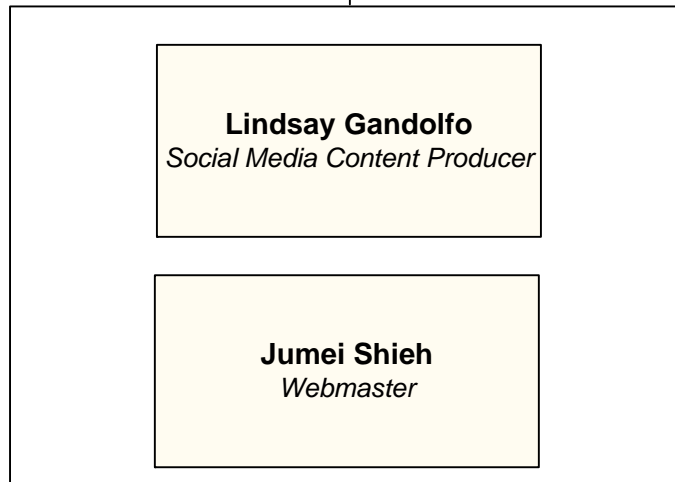 Lindsay Gandolfo
Social Media Content Producer
Jumei Shieh
Webmaster